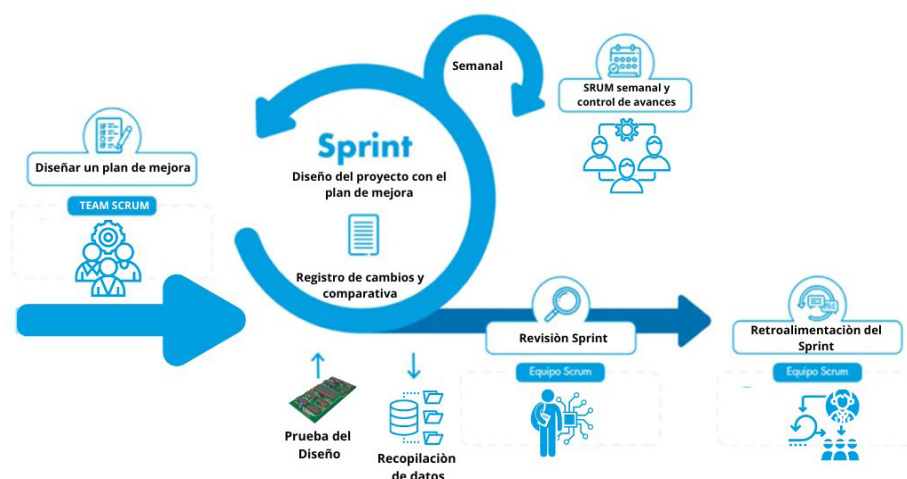 Semanal
SRUM semanal y
control de avances
Diseñar un plan de mejora
TEAM SCRUM
Sprint
Diseño del proyecto con el
plan de mejora
Registro de cambios y
comparativa
Revisiòn Sprint
Equipo Scrum
Retroalimentaciòn del
Sprint
Equipo Scrum
Prueba del
Diseño
Recopilaciòn
de datos